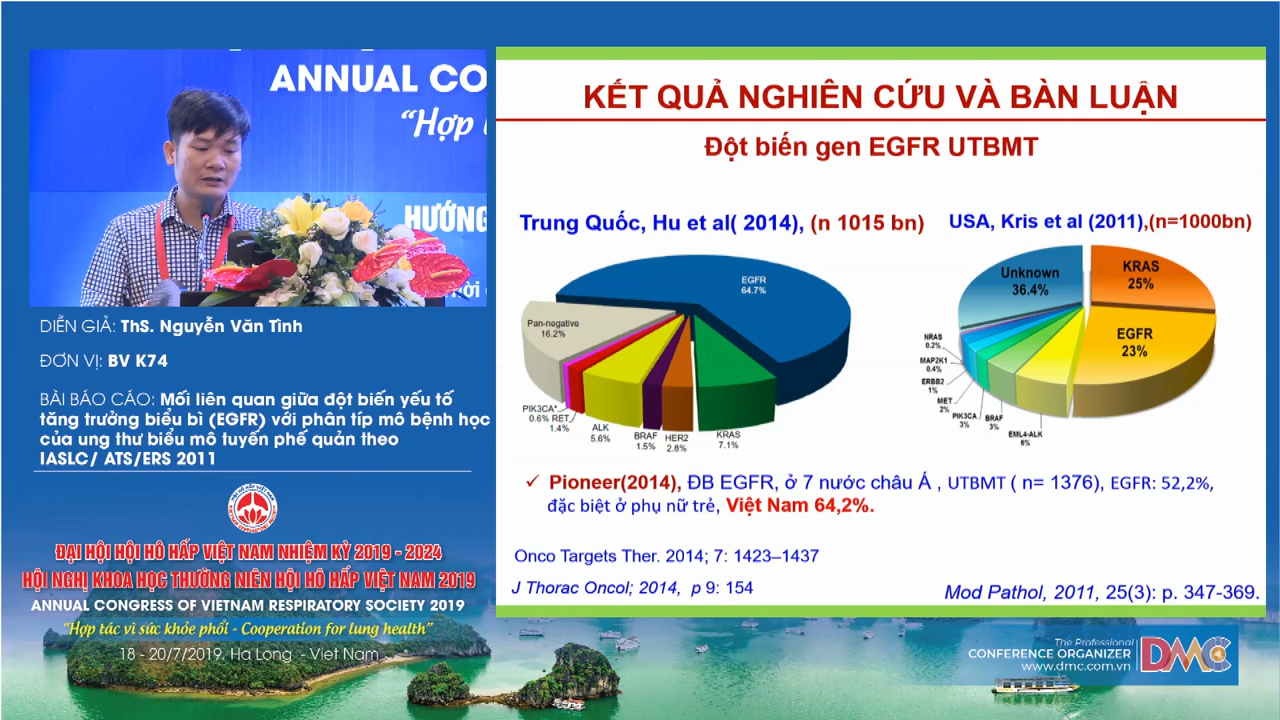 ANNUAL CO
“Hợp
HƯỚNG
DIỄN GIẢ: ThS. Nguyễn Văn Tình
ĐƠN VỊ: BV K74
BÀI BÁO CÁO: Mối liên quan giữa đột biến yếu tố
tăng trưởng biểu bì (EGFR) với phân típ mô bệnh học
của ung thư biểu mô tuyến phế quản theo
IASLC/ ATS/ERS 2011
ĐẠI HỘI HỘI HÔ HẤP VIỆT NAM NHIỆM KỲ 2019 - 2024
HỘI NGHỊ KHOA HỌC THƯỜNG NIÊN HỘI HÔ HẤP VIỆT NAM 2019
ANNUAL CONGRESS OF VIETNAM RESPIRATORY SOCIETY 2019
“Hợp tác vì sức khỏe phổi - Cooperation for lung health”
18 - 20/7/2019. Ha Long - Viet Nam
KẾT QUẢ NGHIÊN CỨU VÀ BÀN LUẬN
Đột biến gen EGFR UTBMT
Trung Quốc, Hu et al( 2014), (n 1015 bn)
EGFR
64.7%
Pan-negative
16.2%
PIK3CA*
0.6%
RET
1.4%
ALK
5.6%
BRAF
1.5%
HER2
2.8%
KRAS
7.1%
USA, Kris et al (2011),(n=1000bn)
Unknown
36.4%
KRAS
25%
EGFR
23%
NRAS
0.2%
MAP2K1
0.4%
ERBB2
1%
MET
2%
PIK3CA
3%
BRAF
3%
EML4-ALK
6%
✓ Pioneer(2014), ĐB EGFR, ở 7 nước châu Á , UTBMT ( n= 1376), EGFR: 52,2%,
đặc biệt ở phụ nữ trẻ, Việt Nam 64,2%.
Onco Targets Ther. 2014; 7: 1423–1437
J Thorac Oncol; 2014, p 9: 154
Mod Pathol, 2011, 25(3): p. 347-369.
The Professional
CONFERENCE ORGANIZER
www.dmc.com.vn
DMC